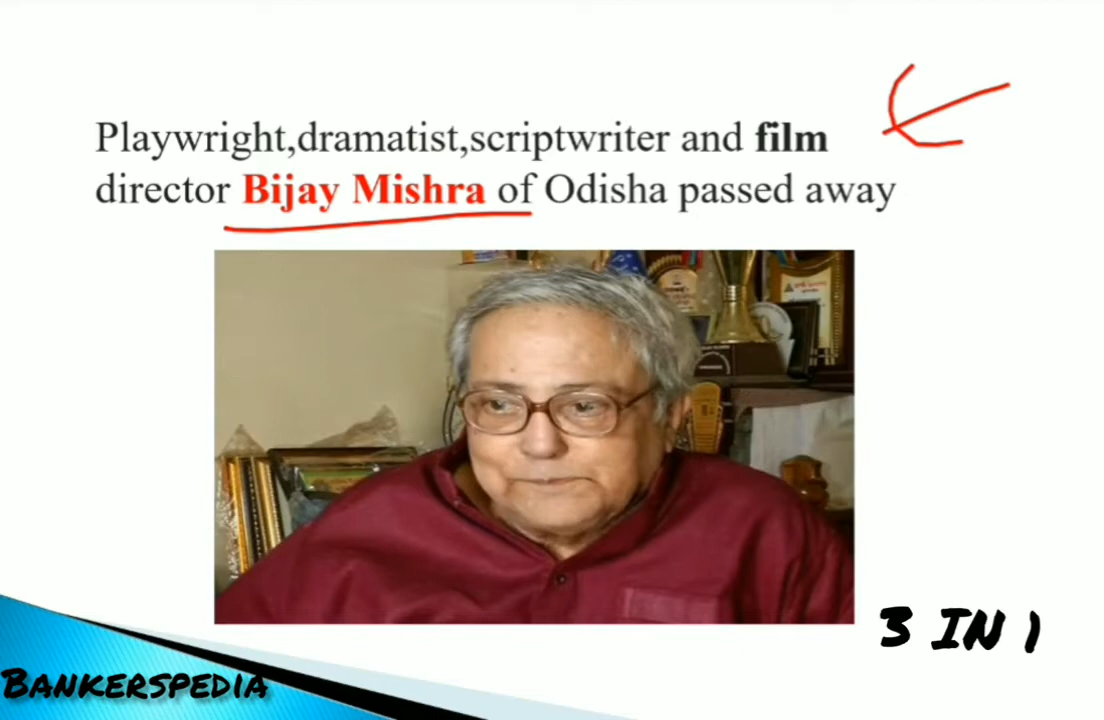 Playwright,dramatist,scriptwriter and film
director Bijay Mishra of Odisha passed away
3 IN 1
BANKERSPEDIA